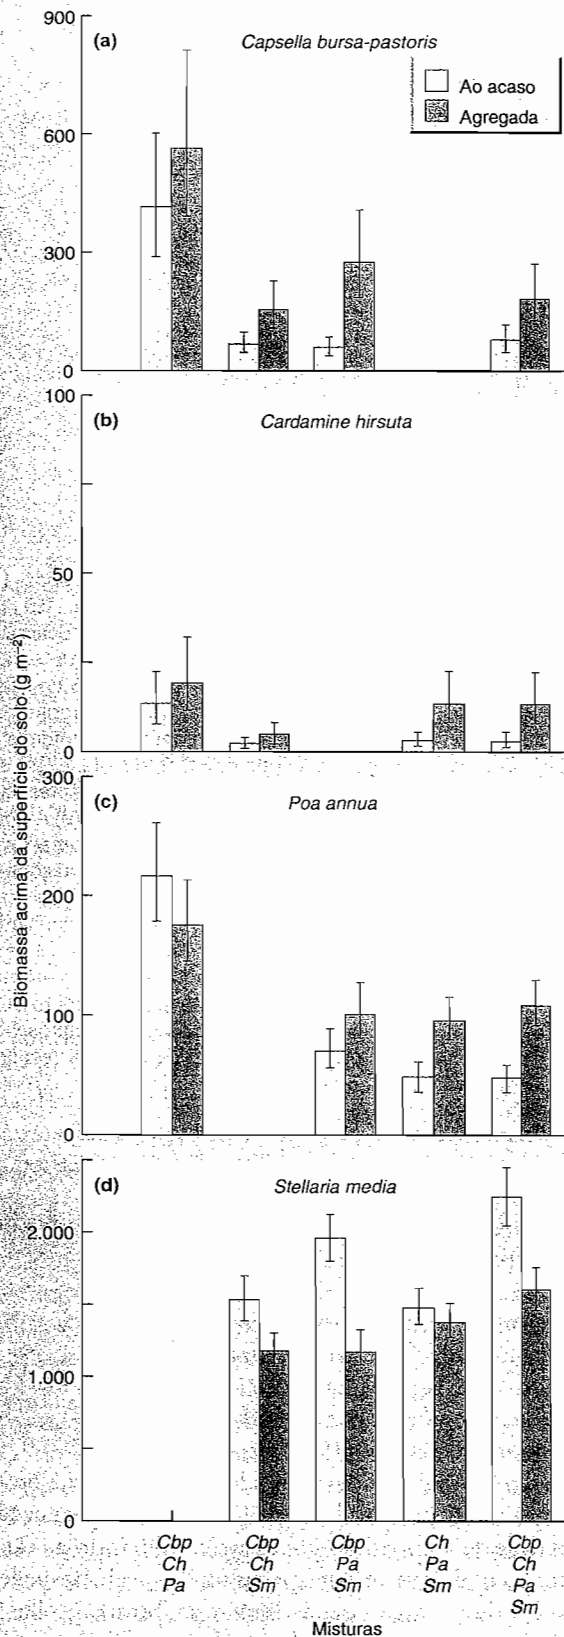 900
(a)
Capsella bursa-pastoris
Ao acaso
Agregada
600
300
0
100
(b)
Cardamine hirsuta
50
0
Biomassa acima da superfície do solo (g m⁻²)
300
(c)
Poa annua
200
100
0
(d)
Stellaria media
2.000
1.000
0
Cbp Cbp Cbp Ch Cbp
Ch Ch Pa Pa Ch
Pa Sm Sm Sm Pa
Sm
Misturas